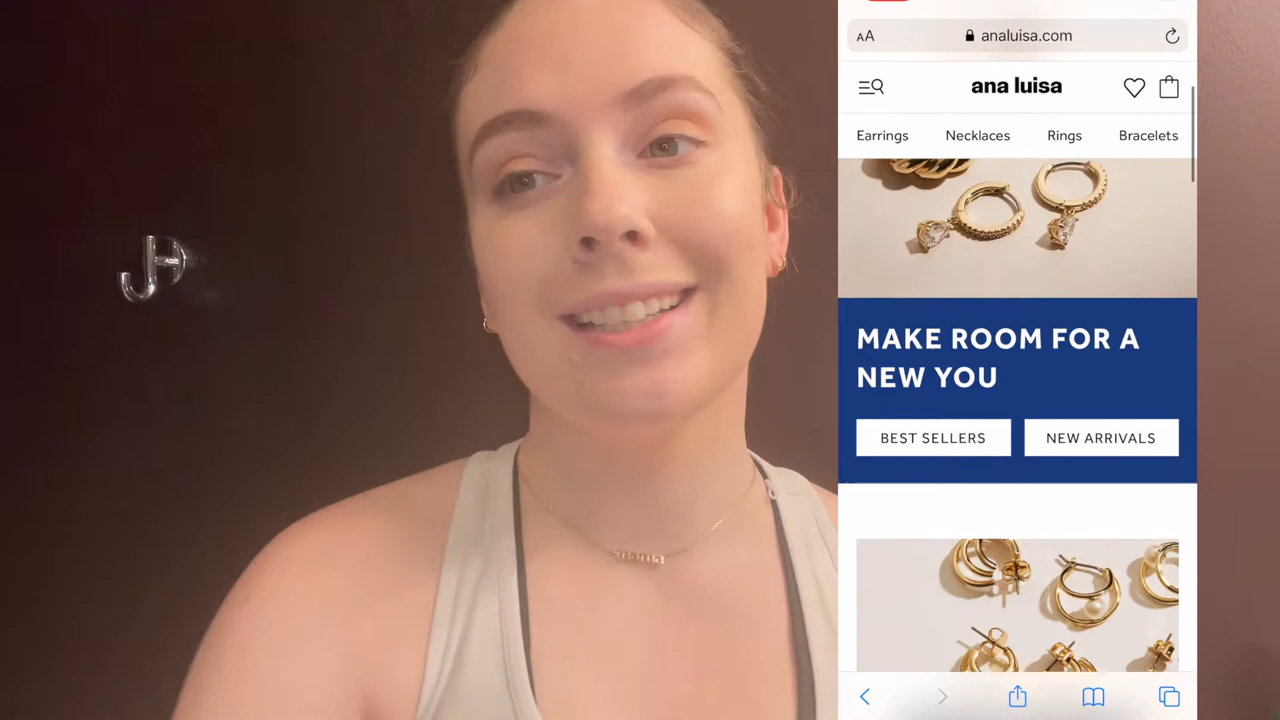 AA
analuisa.com
ana luisa
Earrings Necklaces Rings Bracelets
MAKE ROOM FOR A
NEW YOU
BEST SELLERS NEW ARRIVALS